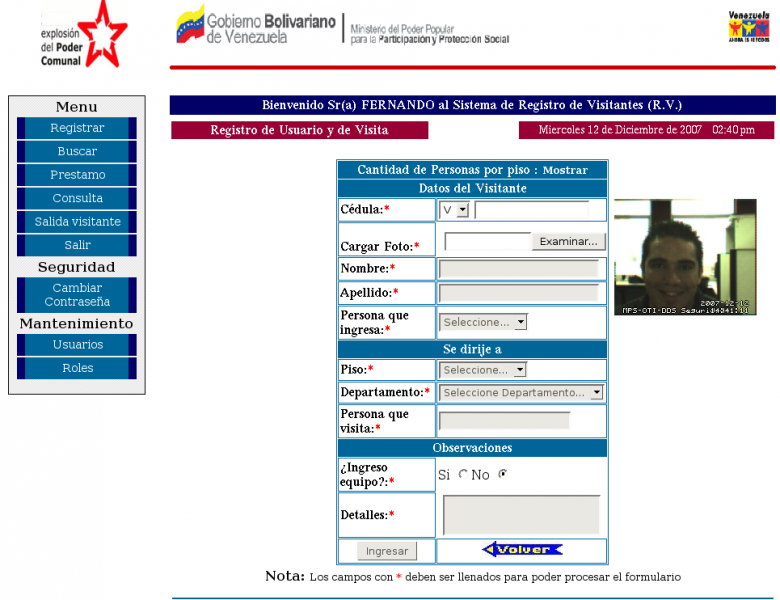 explosión
del Poder
Comunal
Gobierno Bolivariano
de Venezuela
Ministerio del Poder Popular
para la Participación y Protección Social
Venezuela
AHORA ES DE TODOS
Menu
Registrar
Buscar
Prestamo
Consulta
Salida visitante
Salir
Seguridad
Cambiar
Contraseña
Mantenimiento
Usuarios
Roles
Bienvenido Sr(a) FERNANDO al Sistema de Registro de Visitantes (R.V.)
Registro de Usuario y de Visita
Miercoles 12 de Diciembre de 2007 02:40 pm
Cantidad de Personas por piso : Mostrar
Datos del Visitante
Cédula:* V
Cargar Foto:* Examinar...
Nombre:*
Apellido:*
Persona que
ingresa:* Seleccione...
Se dirije a
Piso:* Seleccione...
Departamento:* Seleccione Departamento...
Persona que
visita:*
Observaciones
¿Ingreso
equipo?:* Si No
Detalles:*
Ingresar Volver
2007-12-12
MPS-OTI-DDS
Nota: Los campos con * deben ser llenados para poder procesar el formulario